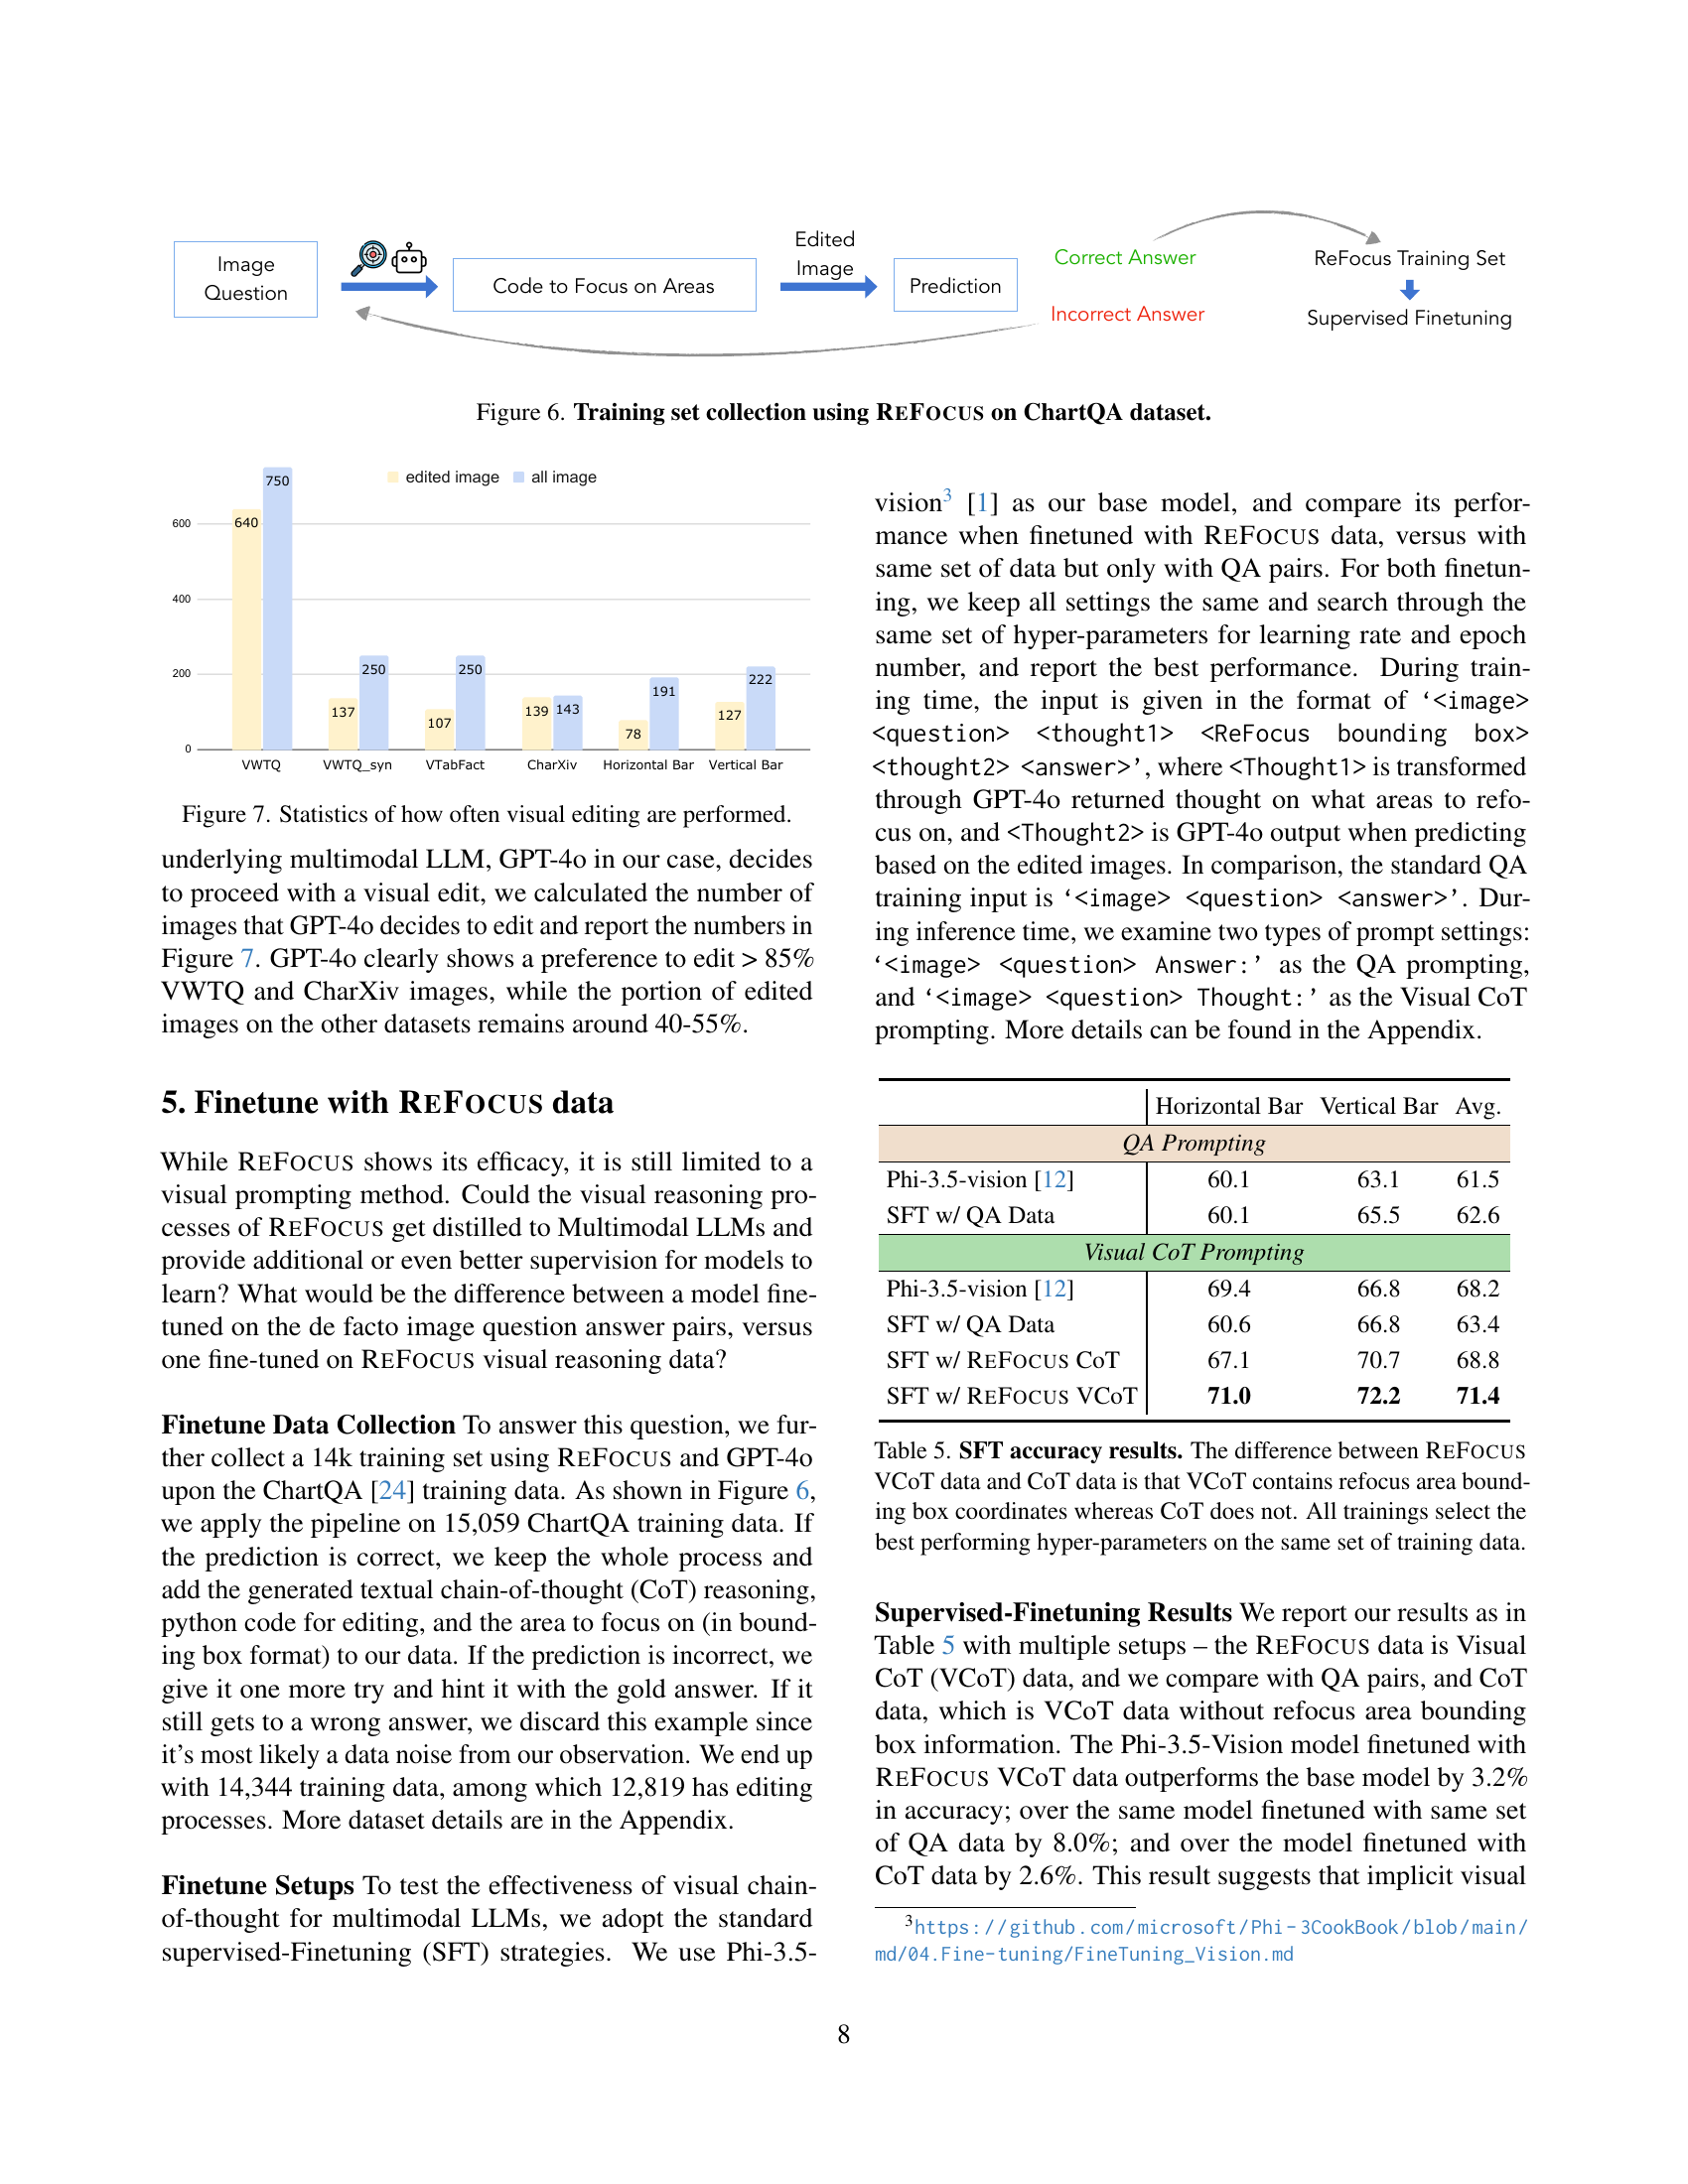 Image
Question
Code to Focus on Areas
Edited
Image
Prediction
Correct Answer
Incorrect Answer
ReFocus Training Set
Supervised Finetuning
Figure 6. Training set collection using REFOCUS on ChartQA dataset.
edited image all image
600
400
200
0
640 750
137 250
107 250
139 143
78 191
127 222
VWTQ VWTQ_syn VTabFact CharXiv Horizontal Bar Vertical Bar
Figure 7. Statistics of how often visual editing are performed.
underlying multimodal LLM, GPT-4o in our case, decides
to proceed with a visual edit, we calculated the number of
images that GPT-4o decides to edit and report the numbers in
Figure 7. GPT-4o clearly shows a preference to edit > 85%
VWTQ and CharXiv images, while the portion of edited
images on the other datasets remains around 40-55%.
5. Finetune with REFOCUS data
While REFOCUS shows its efficacy, it is still limited to a
visual prompting method. Could the visual reasoning pro-
cesses of REFOCUS get distilled to Multimodal LLMs and
provide additional or even better supervision for models to
learn? What would be the difference between a model fine-
tuned on the de facto image question answer pairs, versus
one fine-tuned on REFOCUS visual reasoning data?
Finetune Data Collection To answer this question, we fur-
ther collect a 14k training set using REFOCUS and GPT-4o
upon the ChartQA [24] training data. As shown in Figure 6,
we apply the pipeline on 15,059 ChartQA training data. If
the prediction is correct, we keep the whole process and
add the generated textual chain-of-thought (CoT) reasoning,
python code for editing, and the area to focus on (in bound-
ing box format) to our data. If the prediction is incorrect, we
give it one more try and hint it with the gold answer. If it
still gets to a wrong answer, we discard this example since
it's most likely a data noise from our observation. We end up
with 14,344 training data, among which 12,819 has editing
processes. More dataset details are in the Appendix.
Finetune Setups To test the effectiveness of visual chain-
of-thought for multimodal LLMs, we adopt the standard
supervised-Finetuning (SFT) strategies. We use Phi-3.5-
vision3 [1] as our base model, and compare its perfor-
mance when finetuned with REFOCUS data, versus with
same set of data but only with QA pairs. For both finetun-
ing, we keep all settings the same and search through the
same set of hyper-parameters for learning rate and epoch
number, and report the best performance. During train-
ing time, the input is given in the format of ‘<image>
<question> <thought1> <ReFocus bounding box>
<thought2> <answer>’, where <Thought1> is transformed
through GPT-4o returned thought on what areas to refo-
cus on, and <Thought2> is GPT-4o output when predicting
based on the edited images. In comparison, the standard QA
training input is ‘<image> <question> <answer>’. Dur-
ing inference time, we examine two types of prompt settings:
‘<image> <question> Answer:’ as the QA prompting,
and ‘<image> <question> Thought:’ as the Visual CoT
prompting. More details can be found in the Appendix.
Horizontal Bar Vertical Bar Avg.
QA Prompting
Phi-3.5-vision [12] 60.1 63.1 61.5
SFT w/ QA Data 60.1 65.5 62.6
Visual CoT Prompting
Phi-3.5-vision [12] 69.4 66.8 68.2
SFT w/ QA Data 60.6 66.8 63.4
SFT w/ REFOCUS CoT 67.1 70.7 68.8
SFT w/ REFOCUS VCoT 71.0 72.2 71.4
Table 5. SFT accuracy results. The difference between REFOCUS
VCoT data and CoT data is that VCoT contains refocus area bound-
ing box coordinates whereas CoT does not. All trainings select the
best performing hyper-parameters on the same set of training data.
Supervised-Finetuning Results We report our results as in
Table 5 with multiple setups – the REFOCUS data is Visual
CoT (VCoT) data, and we compare with QA pairs, and CoT
data, which is VCoT data without refocus area bounding
box information. The Phi-3.5-Vision model finetuned with
REFOCUS VCoT data outperforms the base model by 3.2%
in accuracy; over the same model finetuned with same set
of QA data by 8.0%; and over the model finetuned with
CoT data by 2.6%. This result suggests that implicit visual
3https://github.com/microsoft/Phi-3CookBook/blob/main/
md/04.Fine-tuning/FineTuning_Vision.md
8